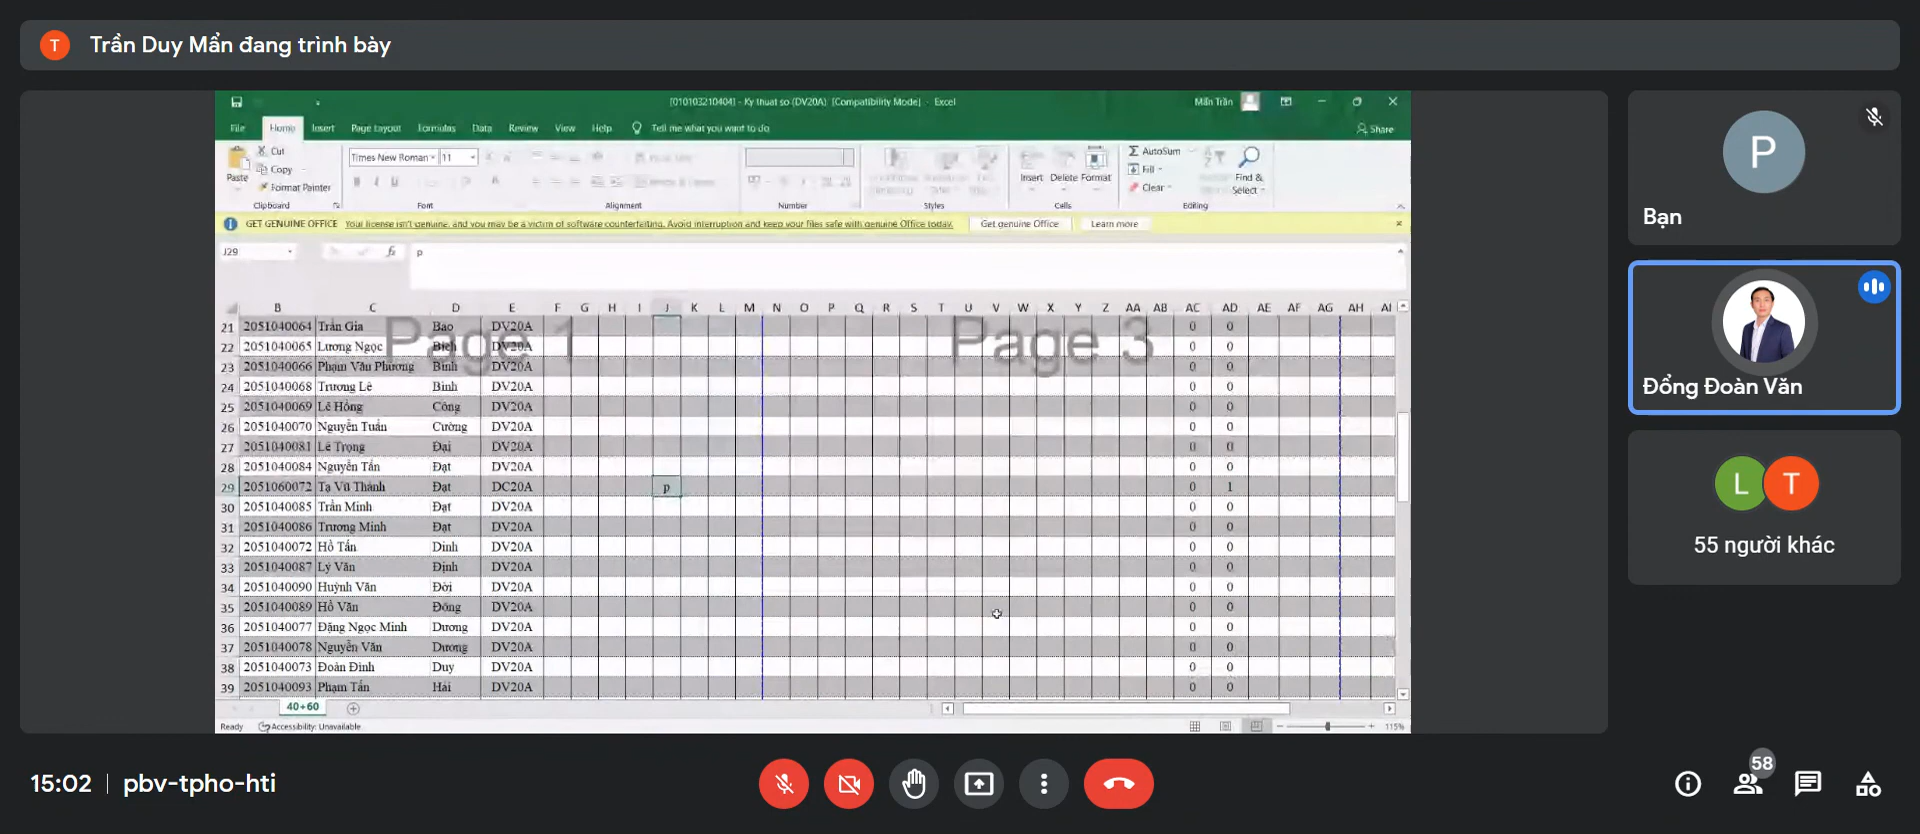 T Trần Duy Mẩn đang trình bày
[010103210404] - Ky thuat so (DV20A) [Compatibility Mode] - Excel
Mẩn Trần
File Home Insert Page Layout Formulas Data Review View Help Tell me what you want to do Share
Paste
Cut
Copy
Format Painter
Clipboard
Times New Roman 11
Font
Alignment
Number
Styles
Insert Delete Format
Cells
AutoSum
Fill
Clear
Find & Select
Editing
GET GENUINE OFFICE Your license isn't genuine, and you may be a victim of software counterfeiting. Avoid interruption and keep your files safe with genuine Office today. Get genuine Office Learn more
J29 fx p
B C D E F G H I J K L M N O P Q R S T U V W X Y Z AA AB AC AD AE AF AG AH AI
Page 1 Page 3
21 2051040064 Trần Gia Bảo DV20A 0 0
22 2051040065 Lương Ngọc Bích DV20A 0 0
23 2051040066 Phạm Văn Phương Bình DV20A 0 0
24 2051040068 Trương Lê Bình DV20A 0 0
25 2051040069 Lê Hồng Công DV20A 0 0
26 2051040070 Nguyễn Tuấn Cường DV20A 0 0
27 2051040081 Lê Trọng Đại DV20A 0 0
28 2051040084 Nguyễn Tấn Đạt DV20A 0 0
29 2051060072 Tạ Vũ Thành Đạt DC20A p 0 1
30 2051040085 Trần Minh Đạt DV20A 0 0
31 2051040086 Trương Minh Đạt DV20A 0 0
32 2051040072 Hồ Tấn Dinh DV20A 0 0
33 2051040087 Lý Văn Định DV20A 0 0
34 2051040090 Huỳnh Văn Đời DV20A 0 0
35 2051040089 Hồ Văn Đông DV20A 0 0
36 2051040077 Đặng Ngọc Minh Dương DV20A 0 0
37 2051040078 Nguyễn Văn Dương DV20A 0 0
38 2051040073 Đoàn Đình Duy DV20A 0 0
39 2051040093 Phạm Tấn Hải DV20A 0 0
40+60
Ready Accessibility: Unavailable 115%
P
Bạn
Đổng Đoàn Văn
L T
55 người khác
15:02 | pbv-tpho-hti
58